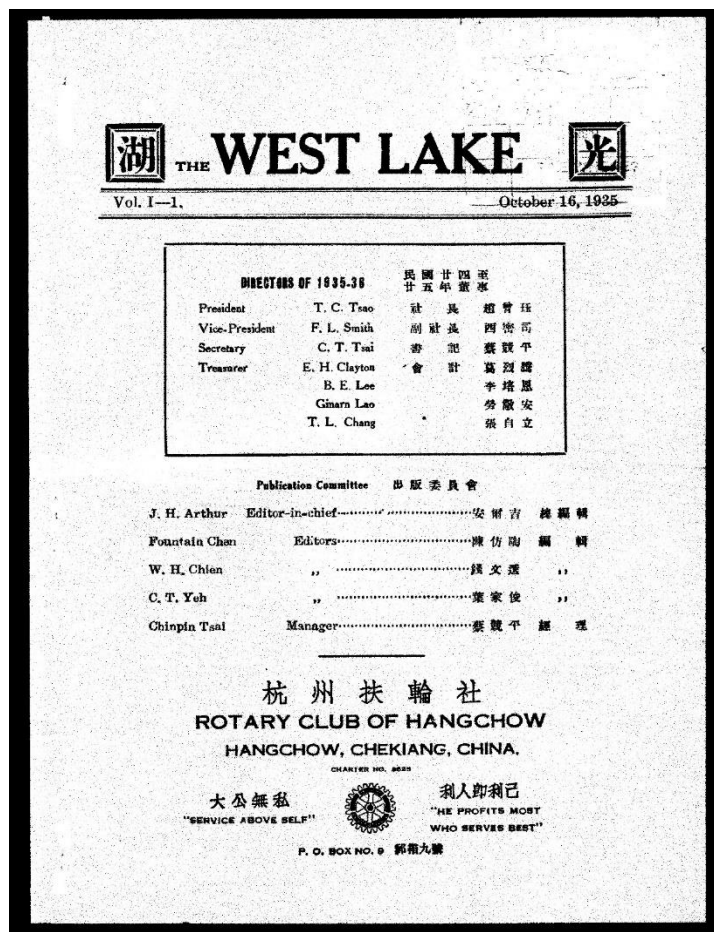 湖 THE WEST LAKE 光
Vol. I—1. October 16, 1935
DIRECTORS OF 1935-36 民國廿四至
廿五年董事
President T. C. Tsao 社長 趙曾珏
Vice-President F. L. Smith 副社長 西密司
Secretary C. T. Tsai 書記 蔡競平
Treasurer E. H. Clayton 會計 葛烈騰
B. E. Lee 李培恩
Ginarn Lao 勞敬安
T. L. Chang 張自立
Publication Committee 出版委員會
J. H. Arthur Editor-in-chief 安爾吉 總編輯
Fountain Chen Editors 陳仿陶 編輯
W. H. Chien ,, 錢文選 ,,
C. T. Yeh ,, 葉家俊 ,,
Chinpin Tsai Manager 蔡競平 經理
杭州扶輪社
ROTARY CLUB OF HANGCHOW
HANGCHOW, CHEKIANG, CHINA.
CHARTER NO.
大公無私
"SERVICE ABOVE SELF"
利人即利己
"HE PROFITS MOST
WHO SERVES BEST"
P. O. BOX NO. 9 郵箱九號